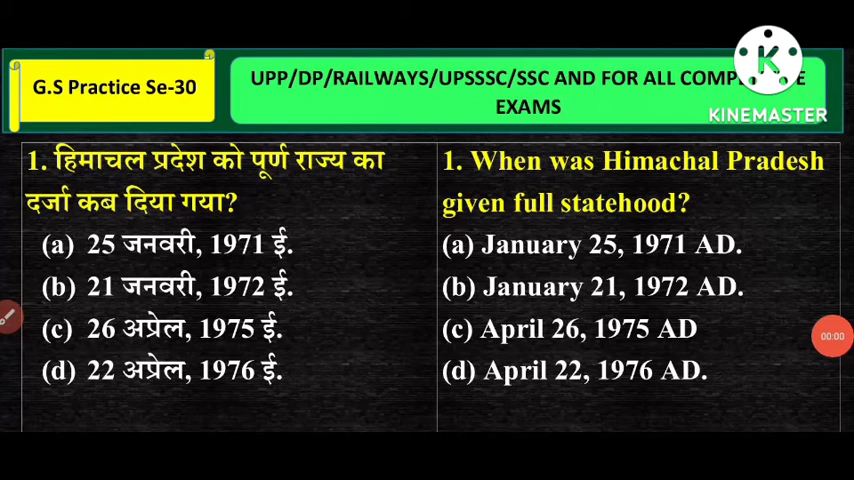 G.S Practice Se-30
UPP/DP/RAILWAYS/UPSSSC/SSC AND FOR ALL
EXAMS
KINEMASTER
1. हिमाचल प्रदेश को पूर्ण राज्य का
दर्जा कब दिया गया?
(a) 25 जनवरी, 1971 ई.
(b) 21 जनवरी, 1972 ई.
(c) 26 अप्रेल, 1975 ई.
(d) 22 अप्रेल, 1976 ई.
1. When was Himachal Pradesh
given full statehood?
(a) January 25, 1971 AD.
(b) January 21, 1972 AD.
(c) April 26, 1975 AD
(d) April 22, 1976 AD.
00:00